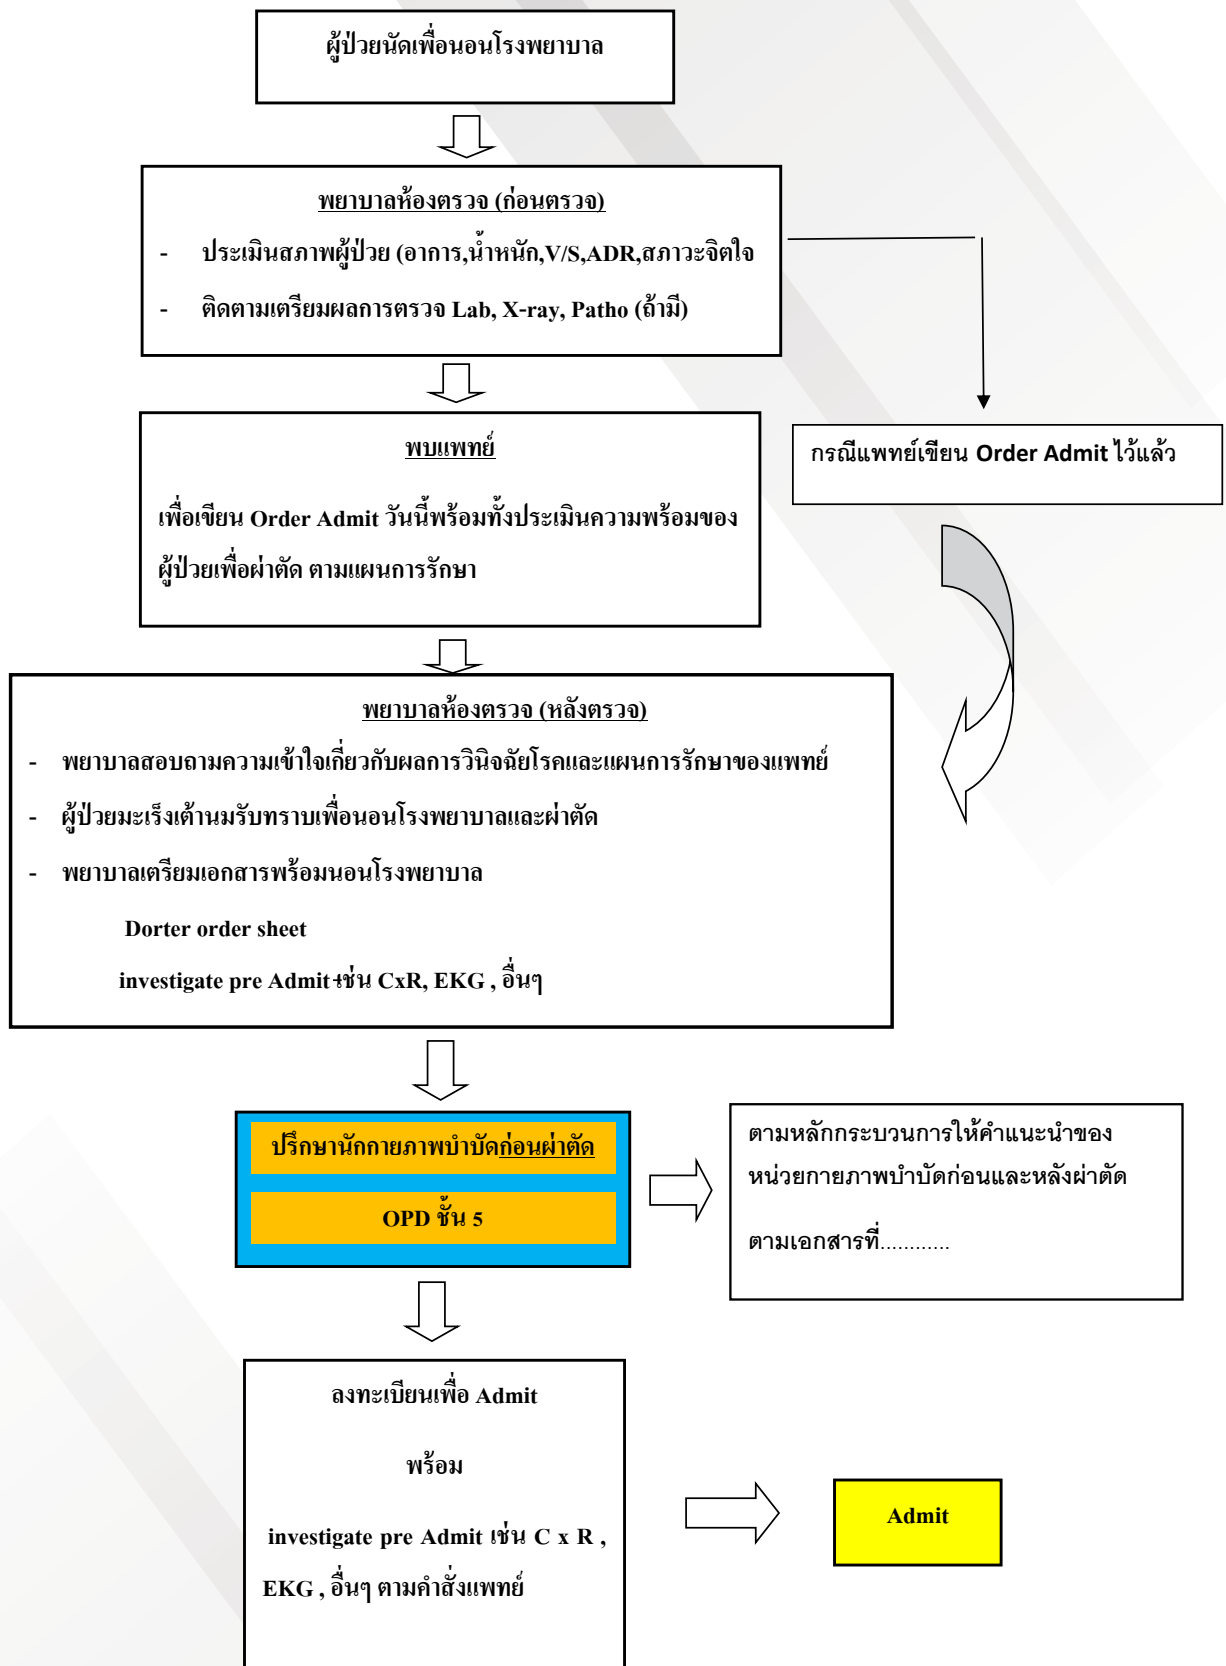 ผู้ป่วยนัดเพื่อนอนโรงพยาบาล
พยาบาลห้องตรวจ (ก่อนตรวจ)
- ประเมินสภาพผู้ป่วย (อาการ,น้ำหนัก,V/S,ADR,สภาวะจิตใจ
- ติดตามเตรียมผลการตรวจ Lab, X-ray, Patho (ถ้ามี)
พบแพทย์
เพื่อเขียน Order Admit วันนี้พร้อมทั้งประเมินความพร้อมของ
ผู้ป่วยเพื่อผ่าตัด ตามแผนการรักษา
กรณีแพทย์เขียน Order Admit ไว้แล้ว
พยาบาลห้องตรวจ (หลังตรวจ)
- พยาบาลสอบถามความเข้าใจเกี่ยวกับผลการวินิจฉัยโรคและแผนการรักษาของแพทย์
- ผู้ป่วยมะเร็งเต้านมรับทราบเพื่อนอนโรงพยาบาลและผ่าตัด
- พยาบาลเตรียมเอกสารพร้อมนอนโรงพยาบาล
Dorter order sheet
investigate pre Admit เช่น CxR, EKG , อื่นๆ
ปรึกษานักกายภาพบำบัดก่อนผ่าตัด
OPD ชั้น 5
ตามหลักกระบวนการให้คำแนะนำของ
หน่วยกายภาพบำบัดก่อนและหลังผ่าตัด
ตามเอกสารที่............
ลงทะเบียนเพื่อ Admit
พร้อม
investigate pre Admit เช่น C x R ,
EKG , อื่นๆ ตามคำสั่งแพทย์
Admit